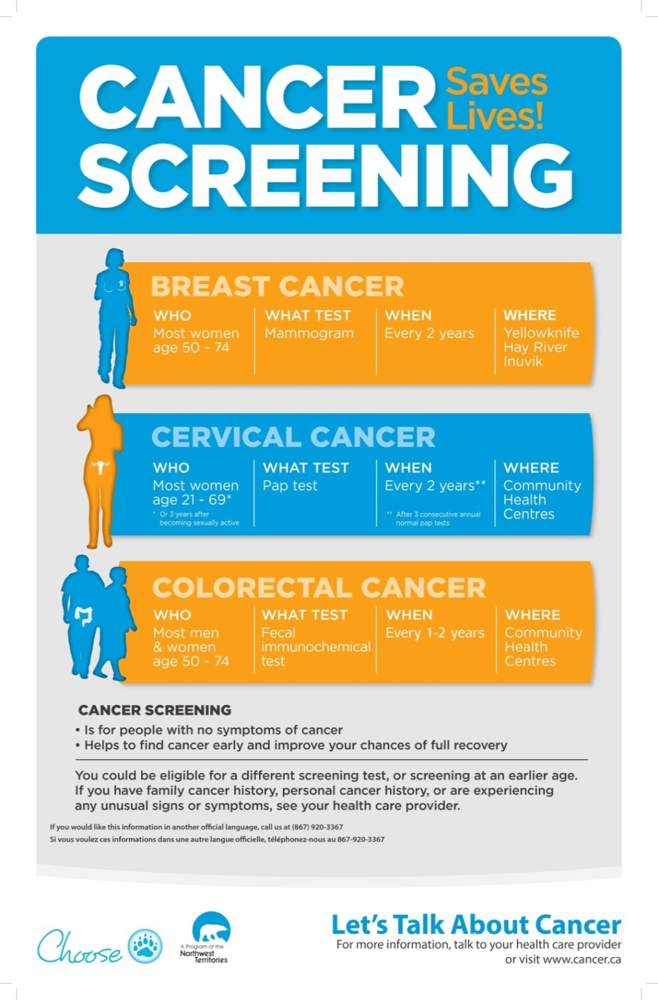 CANCER Saves Lives!
SCREENING
BREAST CANCER
WHO
Most women
age 50 - 74
WHAT TEST
Mammogram
WHEN
Every 2 years
WHERE
Yellowknife
Hay River
Inuvik
CERVICAL CANCER
WHO
Most women
age 21 - 69*
* Or 3 years after
becoming sexually active
WHAT TEST
Pap test
WHEN
Every 2 years**
** After 3 consecutive annual
normal pap tests
WHERE
Community
Health
Centres
COLORECTAL CANCER
WHO
Most men
& women
age 50 - 74
WHAT TEST
Fecal
immunochemical
test
WHEN
Every 1-2 years
WHERE
Community
Health
Centres
CANCER SCREENING
• Is for people with no symptoms of cancer
• Helps to find cancer early and improve your chances of full recovery
You could be eligible for a different screening test, or screening at an earlier age.
If you have family cancer history, personal cancer history, or are experiencing
any unusual signs or symptoms, see your health care provider.
If you would like this information in another official language, call us at (867) 920-3367
Si vous voulez ces informations dans une autre langue officielle, téléphonez-nous au 867-920-3367
Choose
A Program of the
Northwest
Territories
Let's Talk About Cancer
For more information, talk to your health care provider
or visit www.cancer.ca